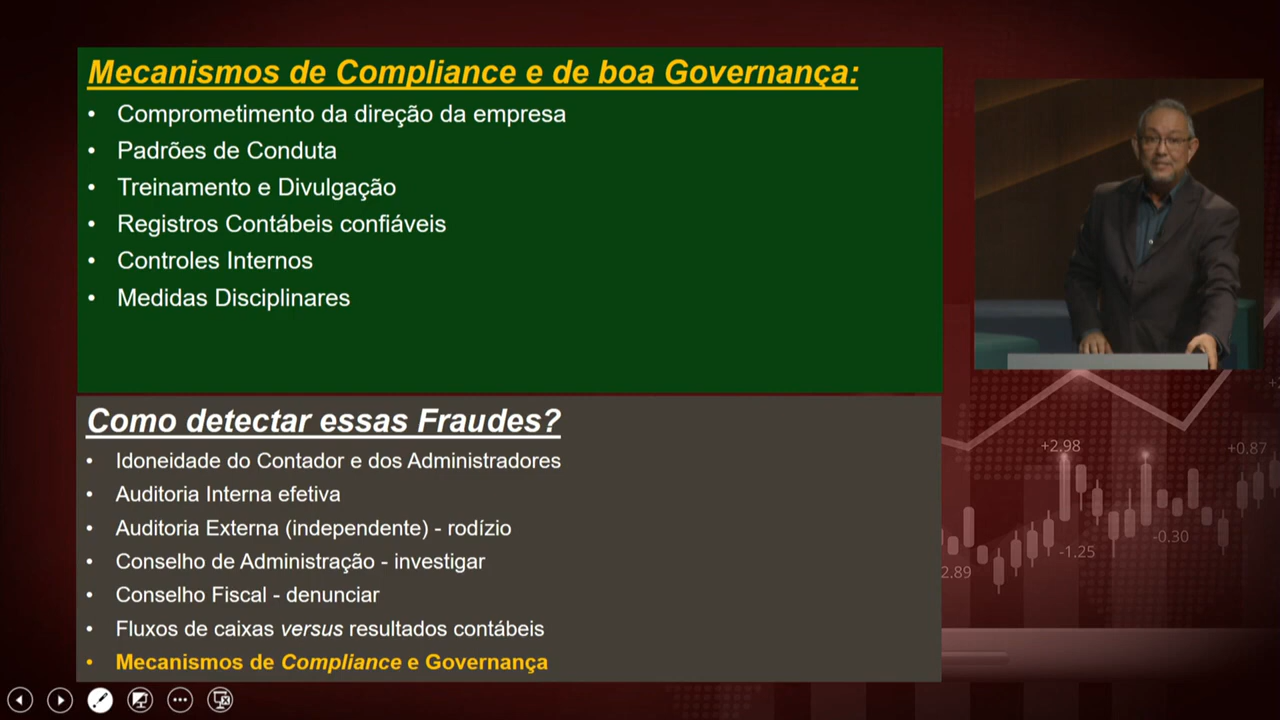 Mecanismos de Compliance e de boa Governança:
• Comprometimento da direção da empresa
• Padrões de Conduta
• Treinamento e Divulgação
• Registros Contábeis confiáveis
• Controles Internos
• Medidas Disciplinares
Como detectar essas Fraudes?
• Idoneidade do Contador e dos Administradores
• Auditoria Interna efetiva
• Auditoria Externa (independente) - rodízio
• Conselho de Administração - investigar
• Conselho Fiscal - denunciar
• Fluxos de caixas versus resultados contábeis
• Mecanismos de Compliance e Governança
+2.98
+0.87
-0.30
-1.25
2.89